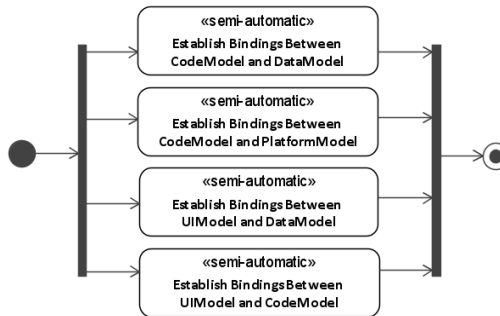 «semi-automatic»
Establish Bindings Between
CodeModel and DataModel
«semi-automatic»
Establish Bindings Between
CodeModel and PlatformModel
«semi-automatic»
Establish Bindings Between
UIModel and DataModel
«semi-automatic»
Establish Bindings Between
UIModel and CodeModel